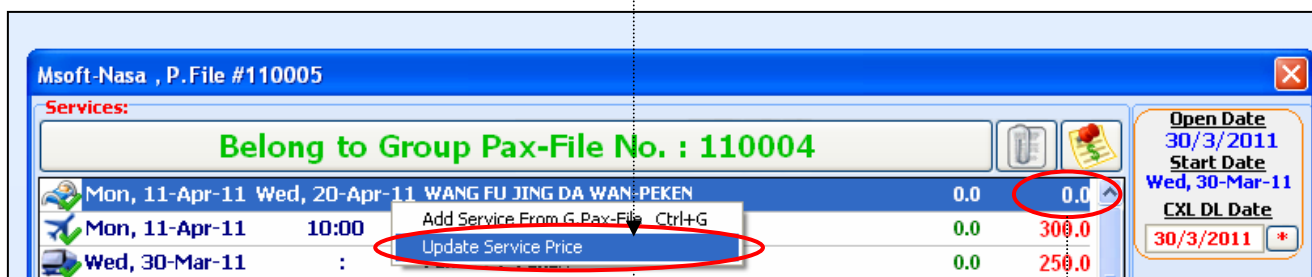 Msoft-Nasa , P.File #110005
Services:
Belong to Group Pax-File No. : 110004
Mon, 11-Apr-11 Wed, 20-Apr-11 WANG FU JING DA WAN-PEKEN 0.0 0.0
Add Service From G.Pax-File Ctrl+G
Mon, 11-Apr-11 10:00 0.0 300.0
Update Service Price
Wed, 30-Mar-11 : 0.0 250.0
Open Date
30/3/2011
Start Date
Wed, 30-Mar-11
CXL DL Date
30/3/2011 *